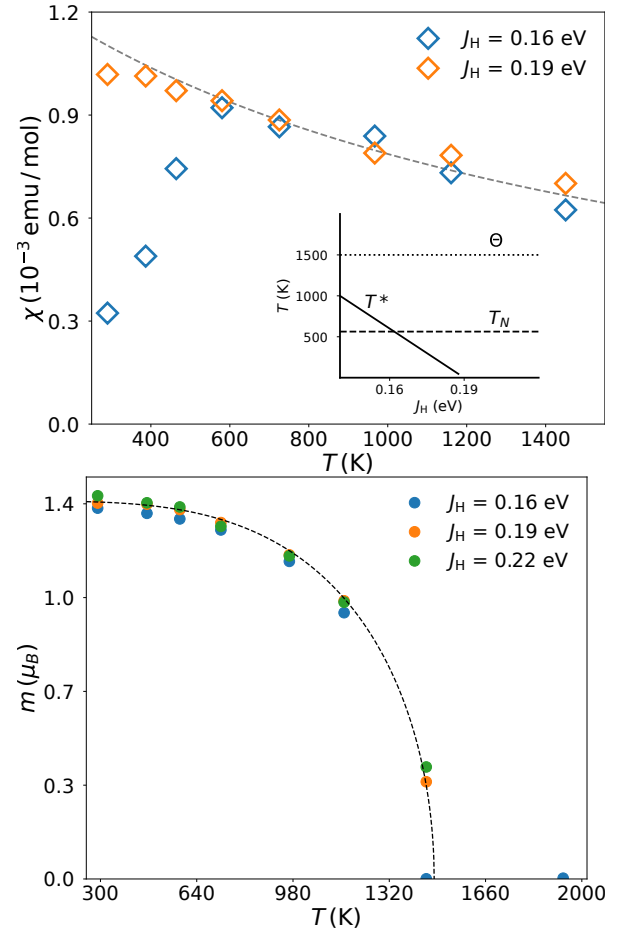 1.2
0.9
0.6
0.3
0.0
χ (10⁻³ emu / mol)
J_H = 0.16 eV
J_H = 0.19 eV
1500
1000
500
T (K)
Θ
T*
T_N
0.16 0.19
J_H (eV)
400 600 800 1000 1200 1400
T (K)
1.4
1.0
0.7
0.3
0.0
m (μ_B)
J_H = 0.16 eV
J_H = 0.19 eV
J_H = 0.22 eV
300 640 980 1320 1660 2000
T (K)